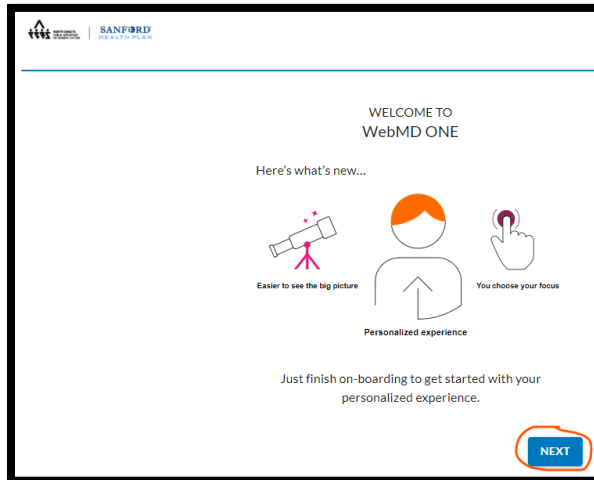 SANFORD
HEALTH PLAN
WELCOME TO
WebMD ONE
Here's what's new...
Easier to see the big picture
You choose your focus
Personalized experience
Just finish on-boarding to get started with your
personalized experience.
NEXT